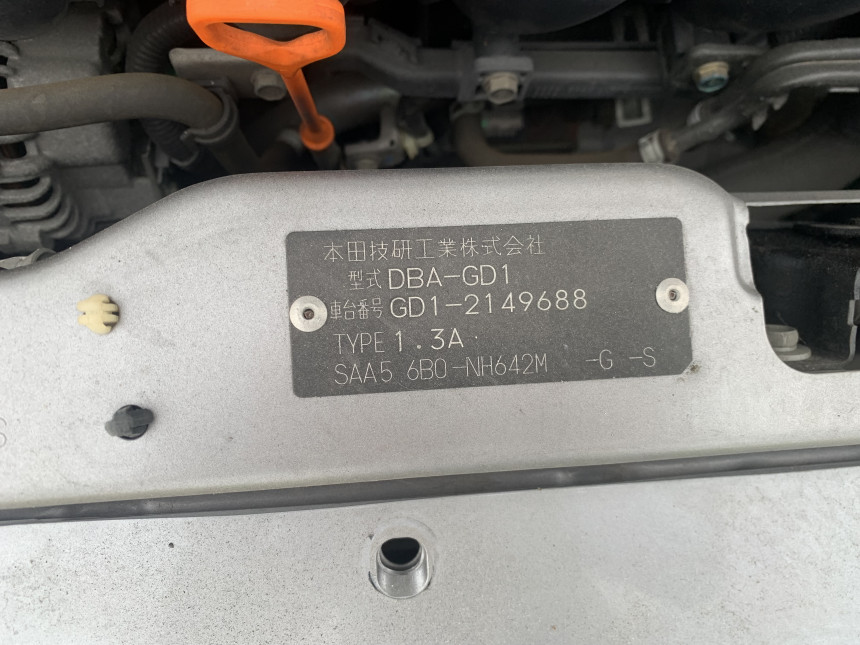 本田技研工業株式会社
型式 DBA-GD1
車台番号 GD1-2149688
TYPE 1.3A
SAA5 6B0-NH642M -G -S